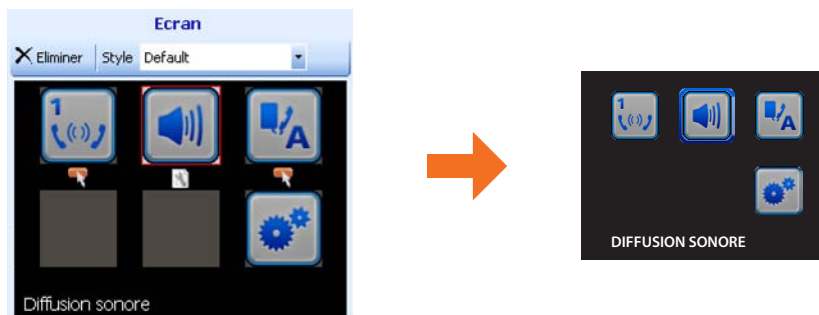 Ecran
Eliminer Style Default
1
A
Diffusion sonore
1
A
DIFFUSION SONORE